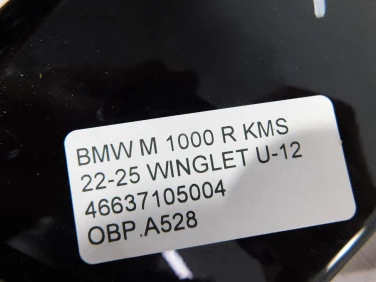 BMW M 1000 R KMS
22-25 WINGLET U-12
46637105004
OBP.A528